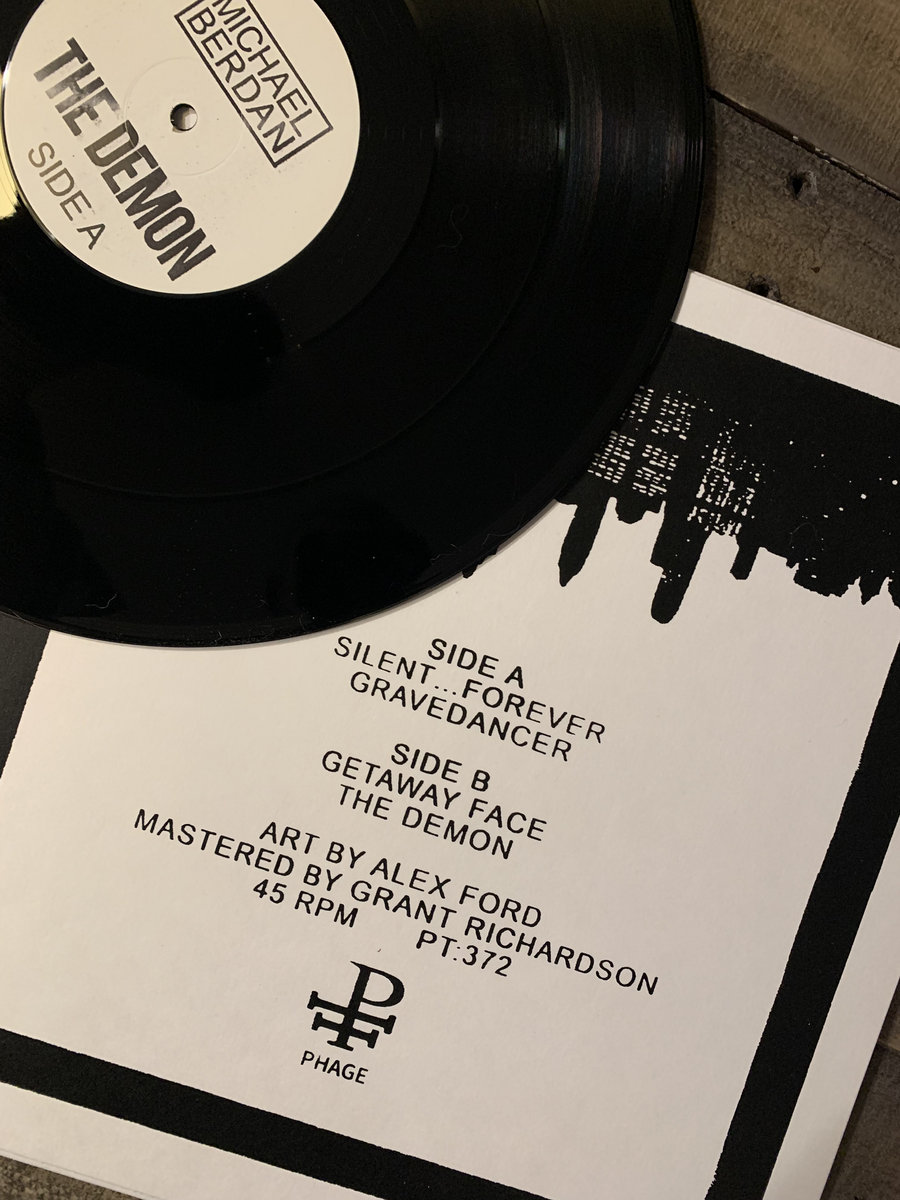 MICHAEL
BERDAN
THE DEMON
SIDE A
SIDE A
SILENT...FOREVER
GRAVEDANCER
SIDE B
GETAWAY FACE
THE DEMON
ART BY ALEX FORD
MASTERED BY GRANT RICHARDSON
45 RPM PT:372
PHAGE